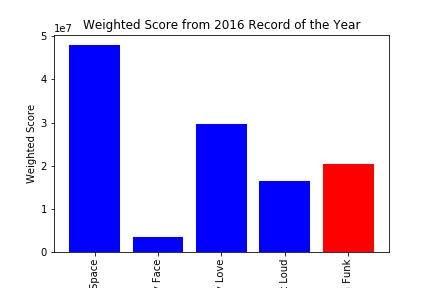 Weighted Score from 2016 Record of the Year
1e7
5
4
3
2
1
0
Weighted Score
Space
Face
Love
Loud
Funk